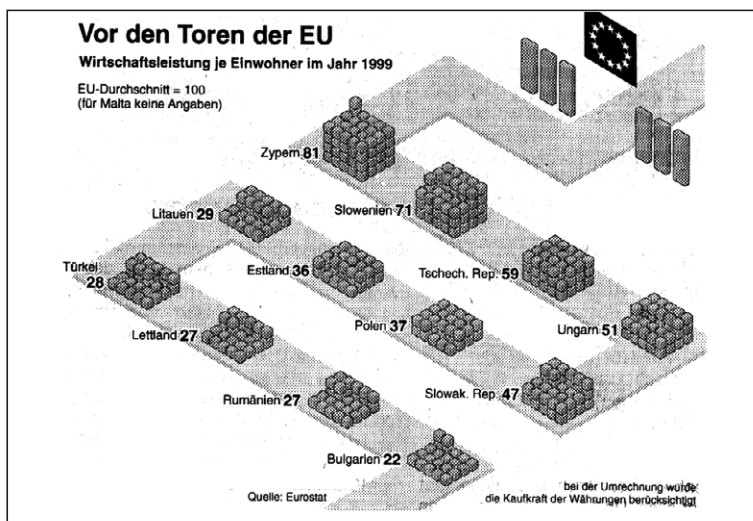 Vor den Toren der EU
Wirtschaftsleistung je Einwohner im Jahr 1999
EU-Durchschnitt = 100
(für Malta keine Angaben)
Zypern 81
Slowenien 71
Tschech. Rep. 59
Ungarn 51
Slowak. Rep. 47
Polen 37
Estland 36
Litauen 29
Türkei 28
Lettland 27
Rumänien 27
Bulgarien 22
Quelle: Eurostat
bei der Umrechnung wurde
die Kaufkraft der Währungen berücksichtigt